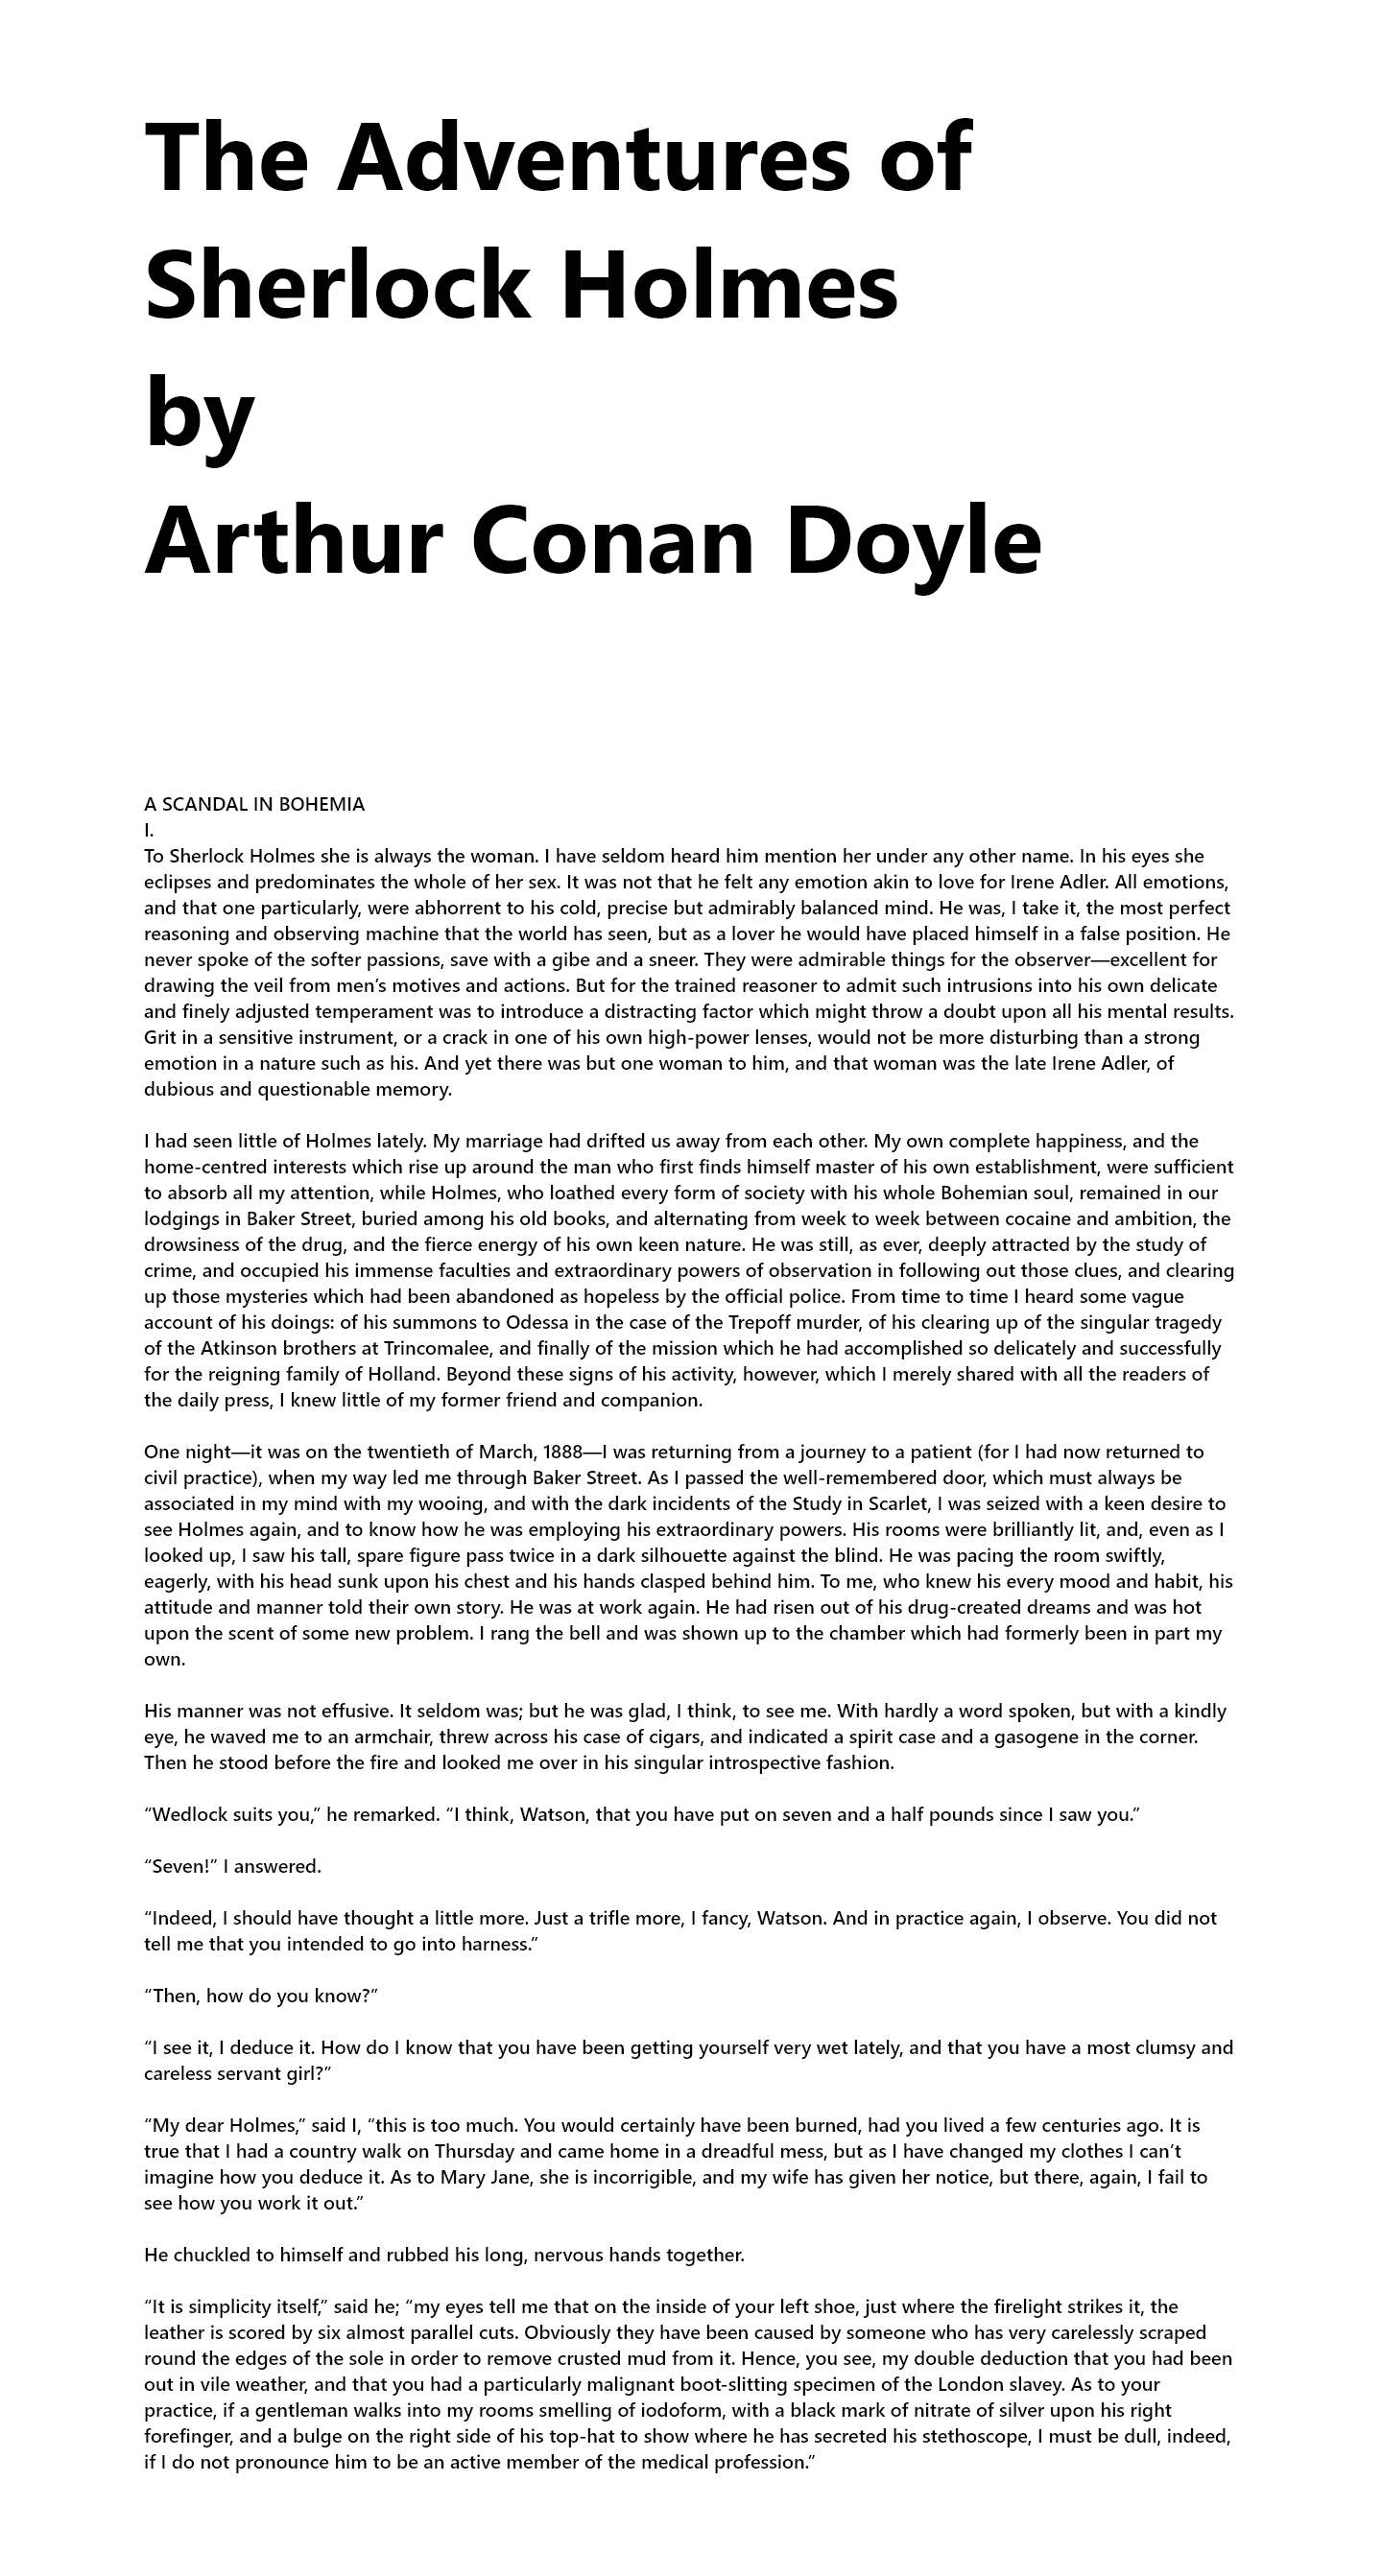 The Adventures of
Sherlock Holmes
by
Arthur Conan Doyle
A SCANDAL IN BOHEMIA
I.
To Sherlock Holmes she is always the woman. I have seldom heard him mention her under any other name. In his eyes she
eclipses and predominates the whole of her sex. It was not that he felt any emotion akin to love for Irene Adler. All emotions,
and that one particularly, were abhorrent to his cold, precise but admirably balanced mind. He was, I take it, the most perfect
reasoning and observing machine that the world has seen, but as a lover he would have placed himself in a false position. He
never spoke of the softer passions, save with a gibe and a sneer. They were admirable things for the observer—excellent for
drawing the veil from men’s motives and actions. But for the trained reasoner to admit such intrusions into his own delicate
and finely adjusted temperament was to introduce a distracting factor which might throw a doubt upon all his mental results.
Grit in a sensitive instrument, or a crack in one of his own high-power lenses, would not be more disturbing than a strong
emotion in a nature such as his. And yet there was but one woman to him, and that woman was the late Irene Adler, of
dubious and questionable memory.
I had seen little of Holmes lately. My marriage had drifted us away from each other. My own complete happiness, and the
home-centred interests which rise up around the man who first finds himself master of his own establishment, were sufficient
to absorb all my attention, while Holmes, who loathed every form of society with his whole Bohemian soul, remained in our
lodgings in Baker Street, buried among his old books, and alternating from week to week between cocaine and ambition, the
drowsiness of the drug, and the fierce energy of his own keen nature. He was still, as ever, deeply attracted by the study of
crime, and occupied his immense faculties and extraordinary powers of observation in following out those clues, and clearing
up those mysteries which had been abandoned as hopeless by the official police. From time to time I heard some vague
account of his doings: of his summons to Odessa in the case of the Trepoff murder, of his clearing up of the singular tragedy
of the Atkinson brothers at Trincomalee, and finally of the mission which he had accomplished so delicately and successfully
for the reigning family of Holland. Beyond these signs of his activity, however, which I merely shared with all the readers of
the daily press, I knew little of my former friend and companion.
One night—it was on the twentieth of March, 1888—I was returning from a journey to a patient (for I had now returned to
civil practice), when my way led me through Baker Street. As I passed the well-remembered door, which must always be
associated in my mind with my wooing, and with the dark incidents of the Study in Scarlet, I was seized with a keen desire to
see Holmes again, and to know how he was employing his extraordinary powers. His rooms were brilliantly lit, and, even as I
looked up, I saw his tall, spare figure pass twice in a dark silhouette against the blind. He was pacing the room swiftly,
eagerly, with his head sunk upon his chest and his hands clasped behind him. To me, who knew his every mood and habit, his
attitude and manner told their own story. He was at work again. He had risen out of his drug-created dreams and was hot
upon the scent of some new problem. I rang the bell and was shown up to the chamber which had formerly been in part my
own.
His manner was not effusive. It seldom was; but he was glad, I think, to see me. With hardly a word spoken, but with a kindly
eye, he waved me to an armchair, threw across his case of cigars, and indicated a spirit case and a gasogene in the corner.
Then he stood before the fire and looked me over in his singular introspective fashion.
“Wedlock suits you,” he remarked. “I think, Watson, that you have put on seven and a half pounds since I saw you.”
“Seven!” I answered.
“Indeed, I should have thought a little more. Just a trifle more, I fancy, Watson. And in practice again, I observe. You did not
tell me that you intended to go into harness.”
“Then, how do you know?”
“I see it, I deduce it. How do I know that you have been getting yourself very wet lately, and that you have a most clumsy and
careless servant girl?”
“My dear Holmes,” said I, “this is too much. You would certainly have been burned, had you lived a few centuries ago. It is
true that I had a country walk on Thursday and came home in a dreadful mess, but as I have changed my clothes I can’t
imagine how you deduce it. As to Mary Jane, she is incorrigible, and my wife has given her notice, but there, again, I fail to
see how you work it out.”
He chuckled to himself and rubbed his long, nervous hands together.
“It is simplicity itself,” said he; “my eyes tell me that on the inside of your left shoe, just where the firelight strikes it, the
leather is scored by six almost parallel cuts. Obviously they have been caused by someone who has very carelessly scraped
round the edges of the sole in order to remove crusted mud from it. Hence, you see, my double deduction that you had been
out in vile weather, and that you had a particularly malignant boot-slitting specimen of the London slavey. As to your
practice, if a gentleman walks into my rooms smelling of iodoform, with a black mark of nitrate of silver upon his right
forefinger, and a bulge on the right side of his top-hat to show where he has secreted his stethoscope, I must be dull, indeed,
if I do not pronounce him to be an active member of the medical profession.”